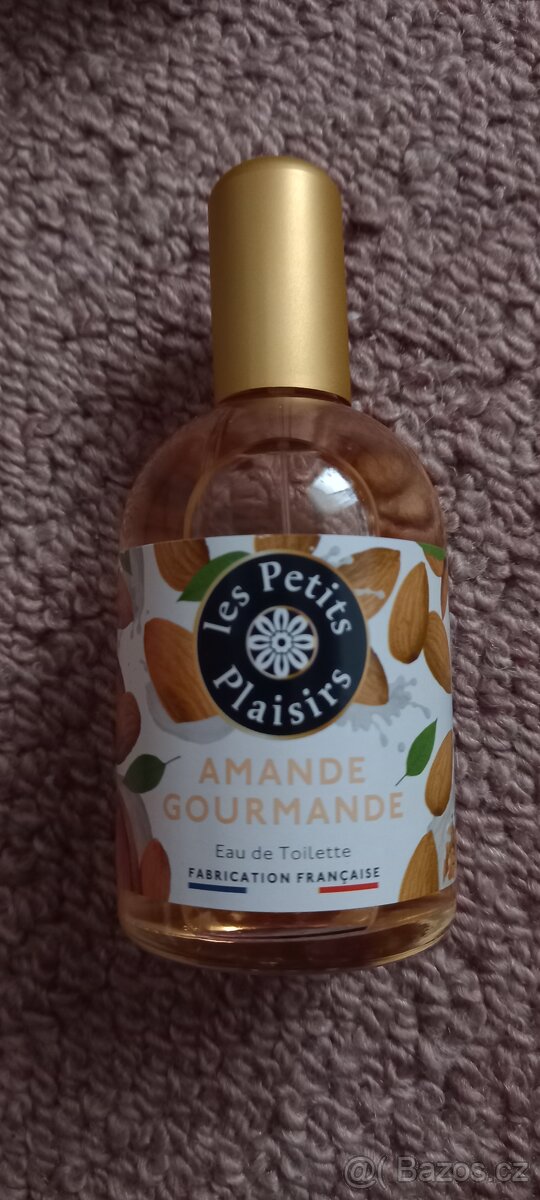 les Petits
Plaisirs
AMANDE
GOURMANDE
Eau de Toilette
FABRICATION FRANÇAISE
@( Bazos.cz